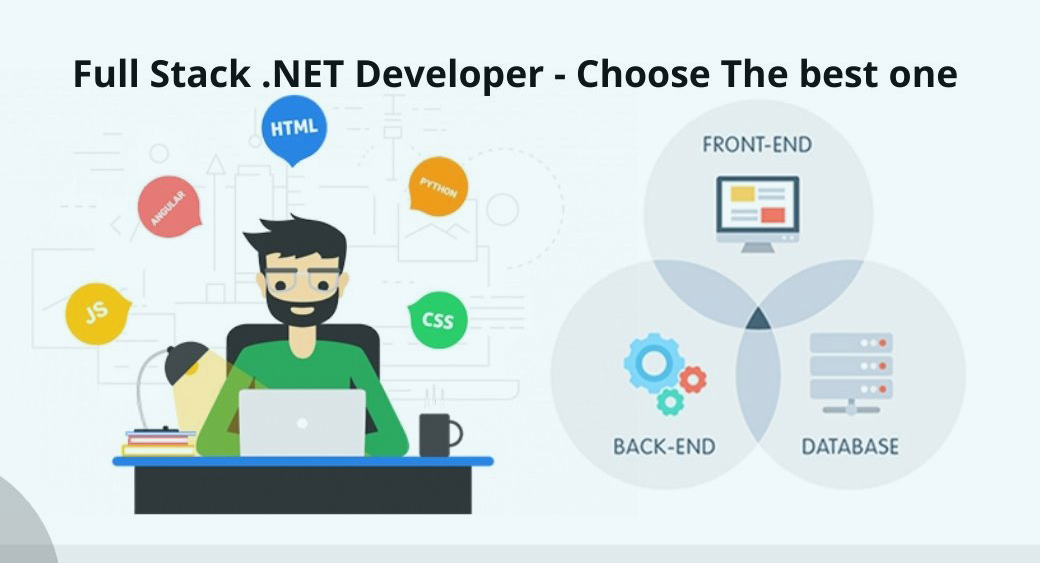 Full Stack .NET Developer - Choose The best one
HTML
ANGULAR
PYTHON
JS
CSS
FRONT-END
BACK-END
DATABASE